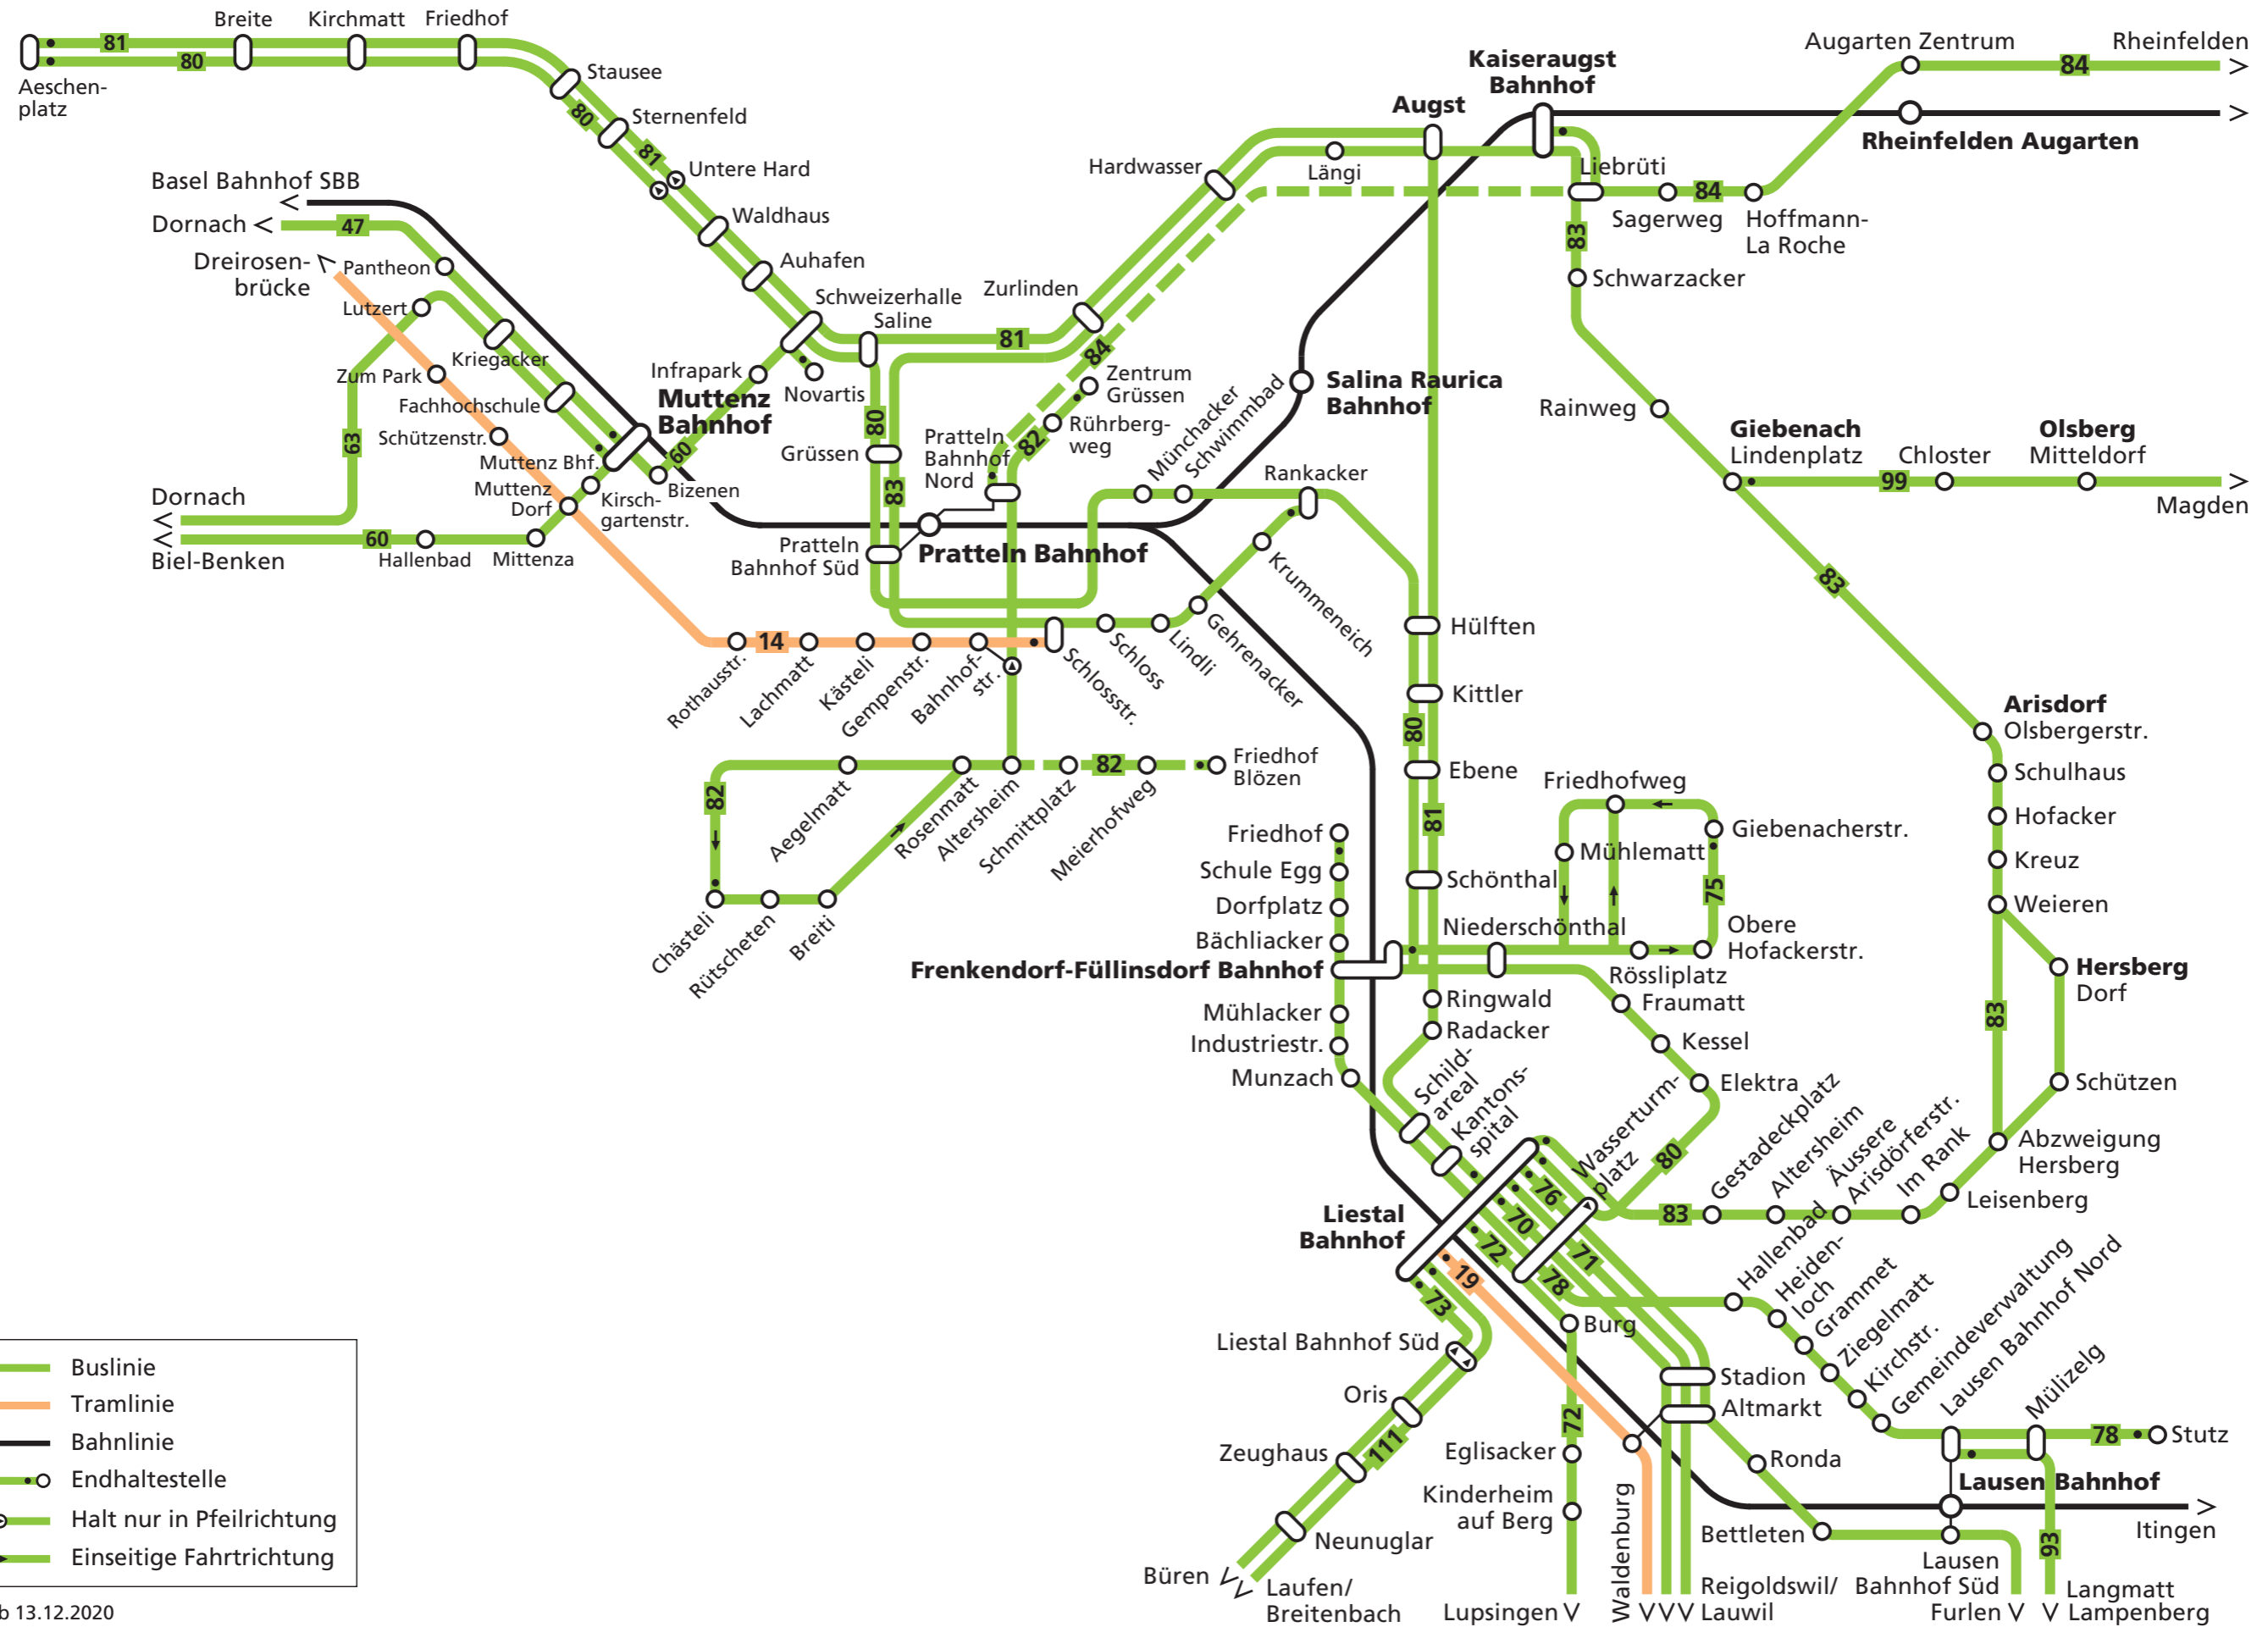 Breite
Kirchmatt
Friedhof
81
80
Aeschen-
platz
Stausee
80
Sternenfeld
81
Untere Hard
Waldhaus
Auhafen
Schweizerhalle
Saline
Zurlinden
81
Hardwasser
Augst
Längi
Kaiseraugst
Bahnhof
Augarten Zentrum
Rheinfelden
84
Rheinfelden Augarten
Liebrüti
84
Sagerweg
Hoffmann-
La Roche
83
Schwarzacker
Basel Bahnhof SBB
Dornach
47
Dreirosen-
brücke
Pantheon
Lutzert
Kriegacker
Zum Park
Fachhochschule
Schützenstr.
63
Muttenz Bhf.
Muttenz
Dorf
Kirsch-
gartenstr.
Bizenen
60
Muttenz
Bahnhof
Infrapark
Novartis
Dornach
Biel-Benken
60
Hallenbad
Mittenza
80
Grüssen
83
84
Zentrum
Grüssen
Rührberg-
weg
82
Pratteln
Bahnhof
Nord
Pratteln
Bahnhof Süd
Pratteln Bahnhof
Münchacker
Schwimmbad
Salina Raurica
Bahnhof
Rankacker
Krummeneich
Gehrenacker
Lindli
Schloss
Schlossstr.
Bahnhof-
str.
Gempenstr.
Kästeli
Lachmatt
14
Rothausstr.
Rainweg
Giebenach
Lindenplatz
99
Chloster
Olsberg
Mitteldorf
Magden
83
Hülften
Kittler
80
Ebene
81
Schönthal
Arisdorf
Olsbergerstr.
Schulhaus
Hofacker
Kreuz
Weieren
Hersberg
Dorf
83
Schützen
Abzweigung
Hersberg
Leisenberg
82
Aegelmatt
Rosenmatt
Altersheim
Schmittplatz
82
Meierhofweg
Friedhof
Blözen
Chästeli
Rütscheten
Breiti
Friedhof
Schule Egg
Dorfplatz
Bächliacker
Frenkendorf-Füllinsdorf Bahnhof
Mühlacker
Industriestr.
Munzach
Friedhofweg
Mühlematt
Giebenacherstr.
75
Niederschönthal
Obere
Hofackerstr.
Rössliplatz
Fraumatt
Kessel
Elektra
Ringwald
Radacker
Schild-
areal
Kantons-
spital
Wasserturm-
platz
80
Gestadeckplatz
Altersheim
Äussere
Arisdörferstr.
Im Rank
83
Liestal
Bahnhof
76
70
72
71
78
19
73
Hallenbad
Heiden-
loch
Grammet
Ziegelmatt
Kirchstr.
Gemeindeverwaltung
Lausen Bahnhof Nord
Mülizelg
78
Stutz
Burg
Liestal Bahnhof Süd
Oris
Zeughaus
111
Neunuglar
Büren
Laufen/
Breitenbach
72
Eglisacker
Kinderheim
auf Berg
Lupsingen
Waldenburg
Stadion
Altmarkt
Ronda
Bettleten
Reigoldswil/
Lauwil
Lausen Bahnhof
Itingen
Lausen
Bahnhof Süd
Furlen
93
Langmatt
Lampenberg
Buslinie
Tramlinie
Bahnlinie
Endhaltestelle
Halt nur in Pfeilrichtung
Einseitige Fahrtrichtung
b 13.12.2020